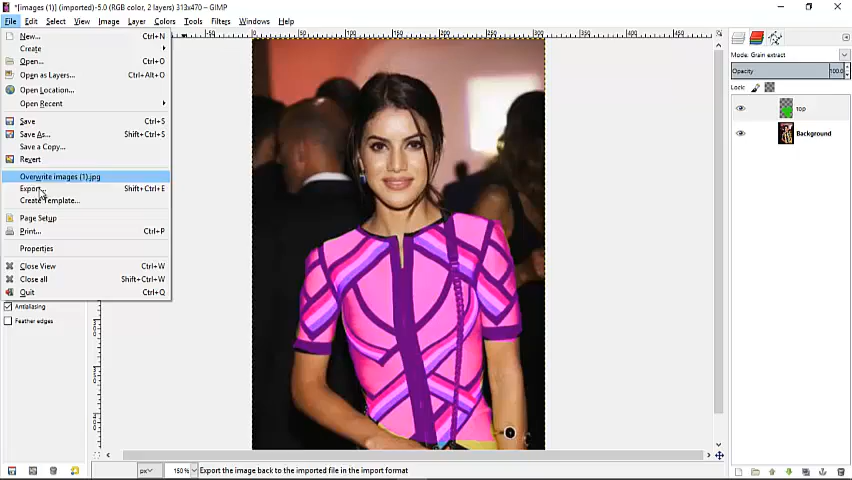 *[images (1)] (imported)-5.0 (RGB color, 2 layers) 313x470 – GIMP
File Edit Select View Image Layer Colors Tools Filters Windows Help
New... Ctrl+N
Create
Open... Ctrl+O
Open as Layers... Ctrl+Alt+O
Open Location...
Open Recent
Save Ctrl+S
Save As... Shift+Ctrl+S
Save a Copy...
Revert
Overwrite images (1).jpg
Export... Shift+Ctrl+E
Create Template...
Page Setup
Print... Ctrl+P
Properties
Close View Ctrl+W
Close all Shift+Ctrl+W
Quit Ctrl+Q
Antialiasing
Feather edges
Mode: Grain extract
Opacity 100.0
Lock:
top
Background
px 150% Export the image back to the imported file in the import format